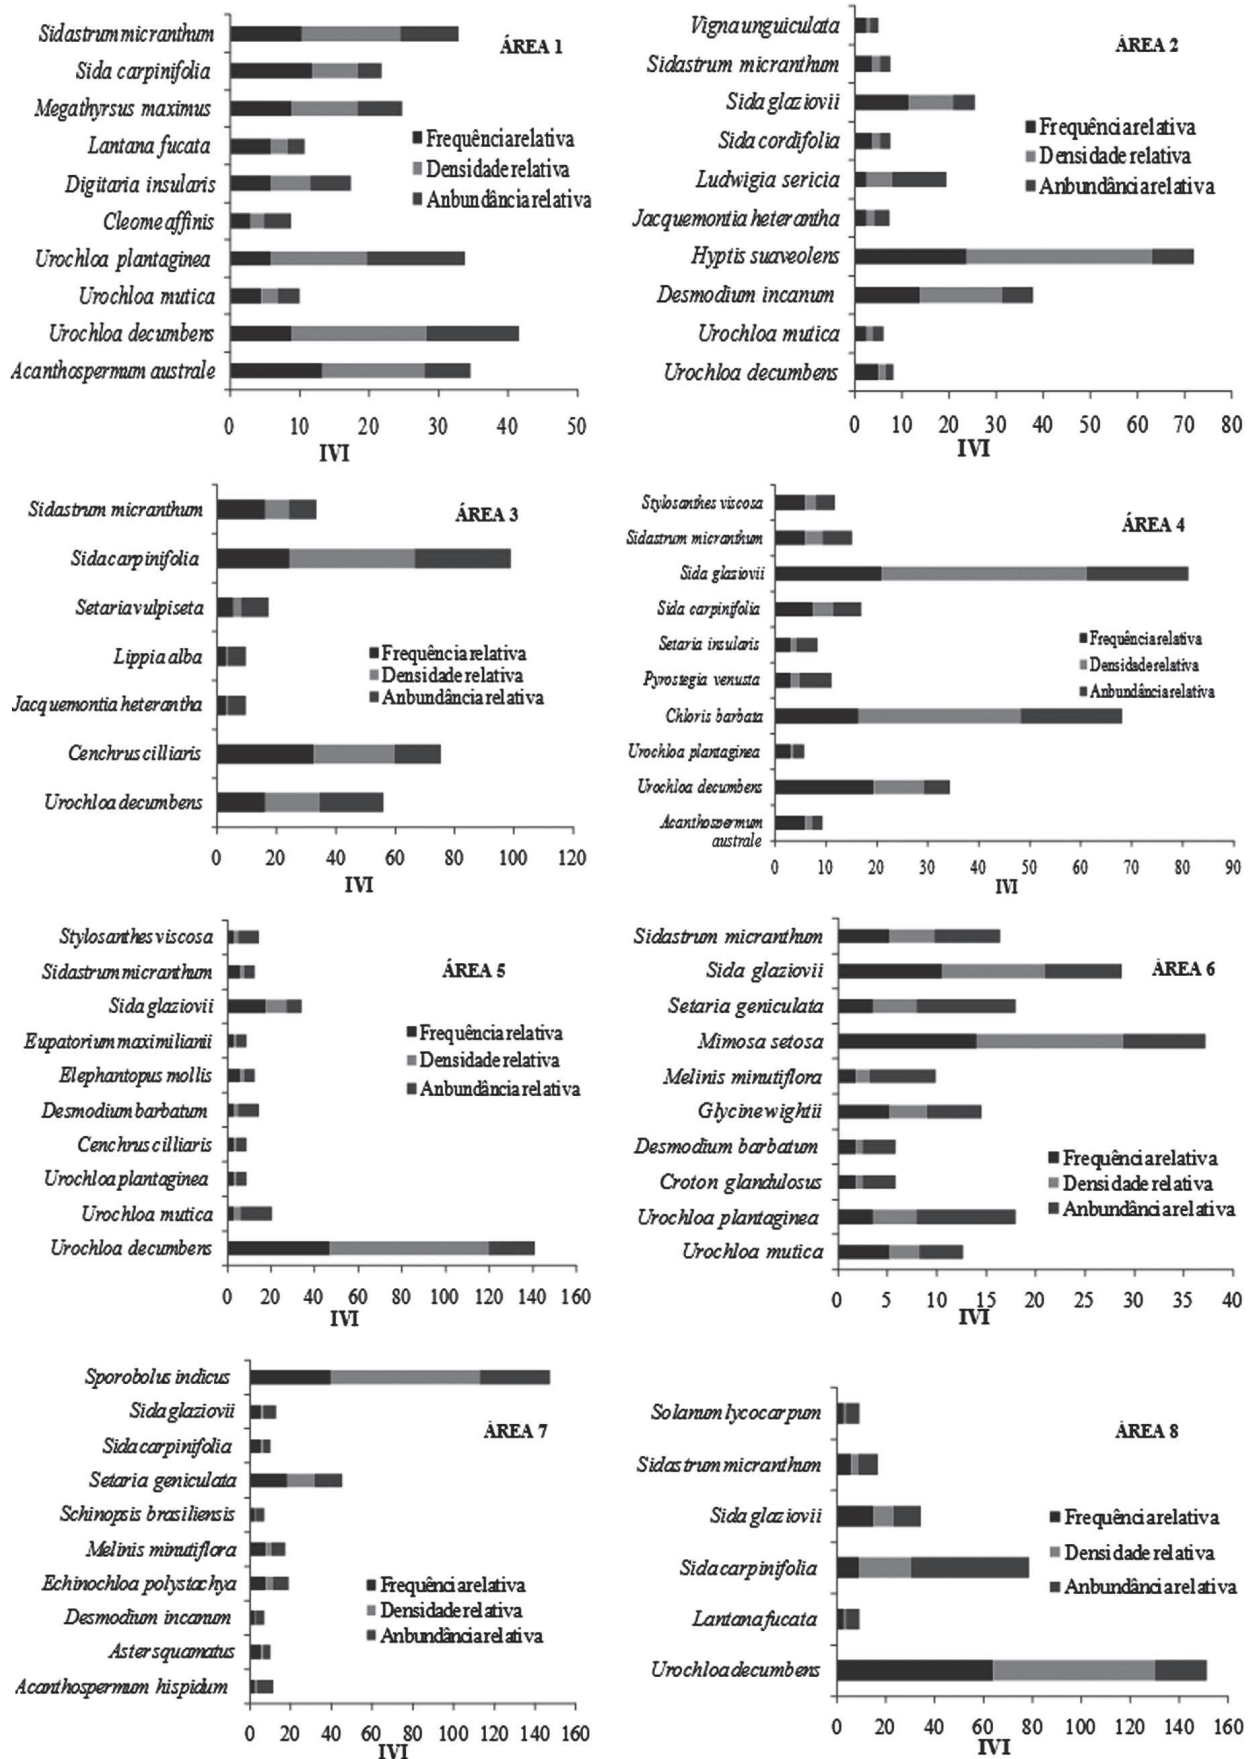 Sidastrum micranthum
ÁREA 1
Sida carpinifolia
Megathyrsus maximus
Lantana fucata
Digitaria insularis
Cleome affinis
Urochloa plantaginea
Urochloa mutica
Urochloa decumbens
Acanthospermum australe
Frequência relativa
Densidade relativa
Anbundância relativa
0 10 20 30 40 50
IVI
Vigna unguiculata
ÁREA 2
Sidastrum micranthum
Sida glaziovii
Sida cordifolia
Ludwigia sericia
Jacquemontia heterantha
Hyptis suaveolens
Desmodium incanum
Urochloa mutica
Urochloa decumbens
Frequência relativa
Densidade relativa
Anbundância relativa
0 10 20 30 40 50 60 70 80
IVI
Sidastrum micranthum
ÁREA 3
Sida carpinifolia
Setaria vulpiseta
Lippia alba
Jacquemontia heterantha
Cenchrus cilliaris
Urochloa decumbens
Frequência relativa
Densidade relativa
Anbundância relativa
0 20 40 60 80 100 120
IVI
Stylosanthes viscosa
ÁREA 4
Sidastrum micranthum
Sida glaziovii
Sida carpinifolia
Setaria insularis
Pyrostegia venusta
Chloris barbata
Urochloa plantaginea
Urochloa decumbens
Acanthospermum
australe
Frequência relativa
Densidade relativa
Anbundância relativa
0 10 20 30 40 50 60 70 80 90
IVI
Stylosanthes viscosa
ÁREA 5
Sidastrum micranthum
Sida glaziovii
Eupatorium maximilianii
Elephantopus mollis
Desmodium barbatum
Cenchrus cilliaris
Urochloa plantaginea
Urochloa mutica
Urochloa decumbens
Frequência relativa
Densidade relativa
Anbundância relativa
0 20 40 60 80 100 120 140 160
IVI
Sidastrum micranthum
ÁREA 6
Sida glaziovii
Setaria geniculata
Mimosa setosa
Melinis minutiflora
Glycine wightii
Desmodium barbatum
Croton glandulosus
Urochloa plantaginea
Urochloa mutica
Frequência relativa
Densidade relativa
Anbundância relativa
0 5 10 15 20 25 30 35 40
IVI
Sporobolus indicus
ÁREA 7
Sida glaziovii
Sida carpinifolia
Setaria geniculata
Schinopsis brasiliensis
Melinis minutiflora
Echinochloa polystachya
Desmodium incanum
Aster squamatus
Acanthospermum hispidum
Frequência relativa
Densidade relativa
Anbundância relativa
0 20 40 60 80 100 120 140 160
IVI
Solanum lycocarpum
ÁREA 8
Sidastrum micranthum
Sida glaziovii
Sida carpinifolia
Lantana fucata
Urochloa decumbens
Frequência relativa
Densidade relativa
Anbundância relativa
0 20 40 60 80 100 120 140 160
IVI